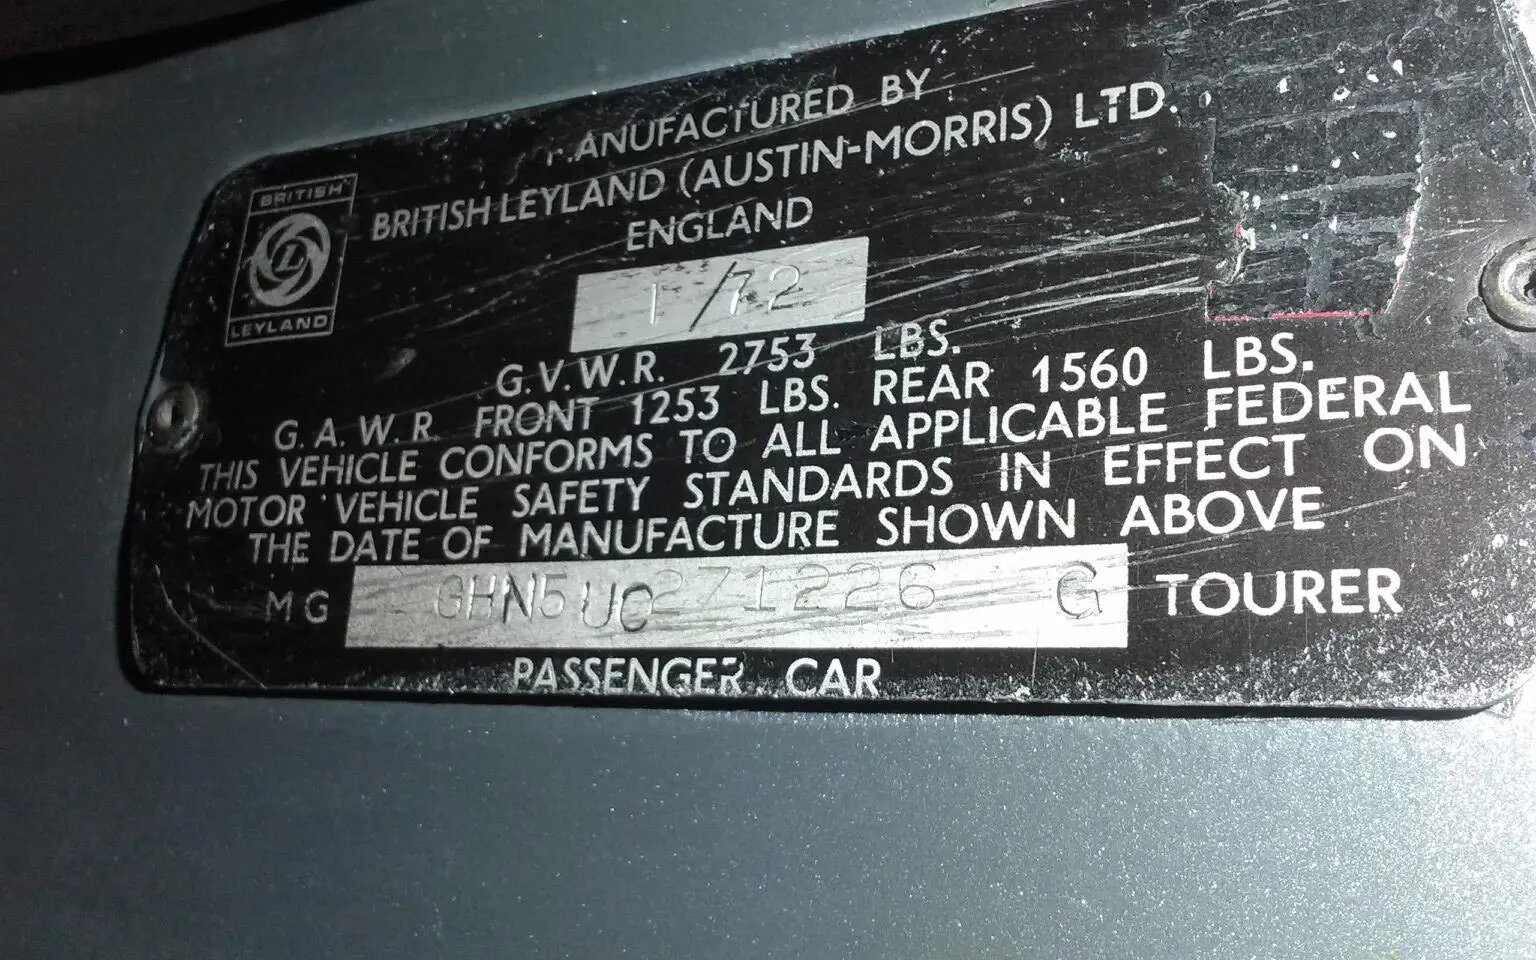 BRITISH
L
LEYLAND
ANUFACTURED BY
BRITISH LEYLAND (AUSTIN-MORRIS) LTD.
ENGLAND
1/72
G.V.W.R. 2753 LBS.
G.A.W.R. FRONT 1253 LBS. REAR 1560 LBS.
THIS VEHICLE CONFORMS TO ALL APPLICABLE FEDERAL
MOTOR VEHICLE SAFETY STANDARDS IN EFFECT ON
THE DATE OF MANUFACTURE SHOWN ABOVE
MG GHN5UC271226 G TOURER
PASSENGER CAR